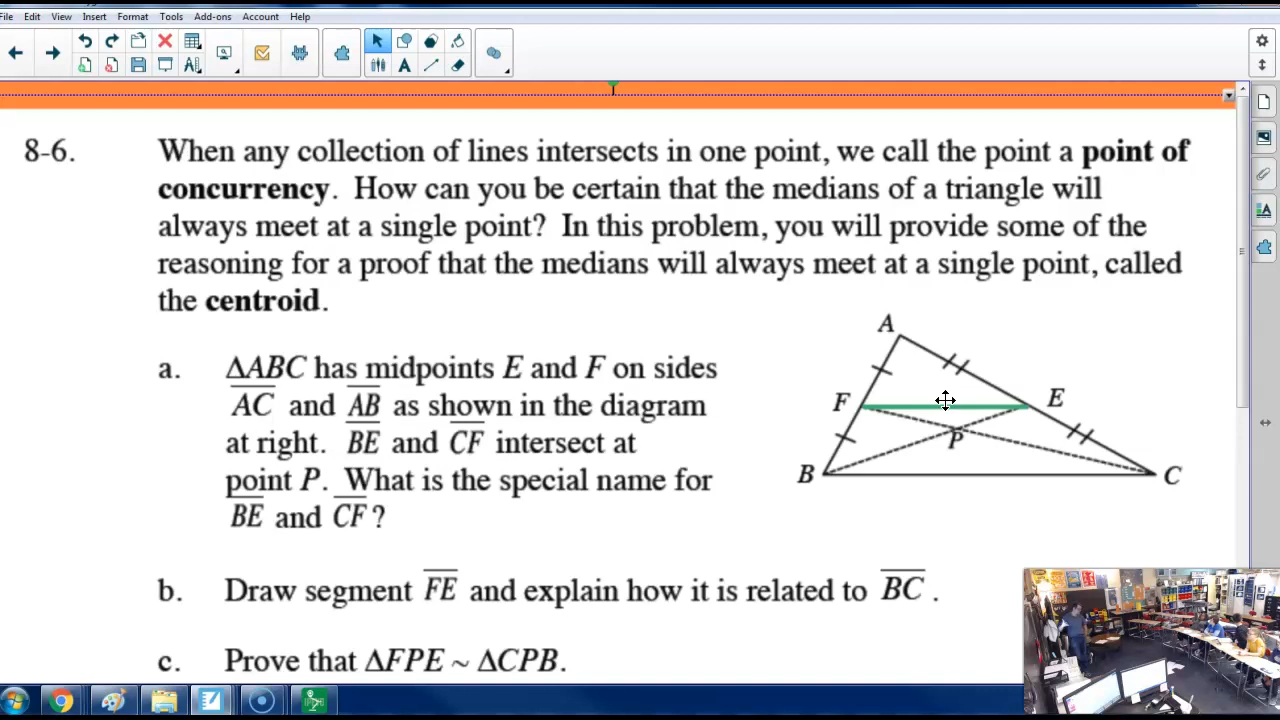 File Edit View Insert Format Tools Add-ons Account Help
8-6. When any collection of lines intersects in one point, we call the point a point of
concurrency. How can you be certain that the medians of a triangle will
always meet at a single point? In this problem, you will provide some of the
reasoning for a proof that the medians will always meet at a single point, called
the centroid.
a. ΔABC has midpoints E and F on sides
AC and AB as shown in the diagram
at right. BE and CF intersect at
point P. What is the special name for
BE and CF?
A
F
E
P
B
C
b. Draw segment FE and explain how it is related to BC.
c. Prove that ΔFPE ~ ΔCPB.